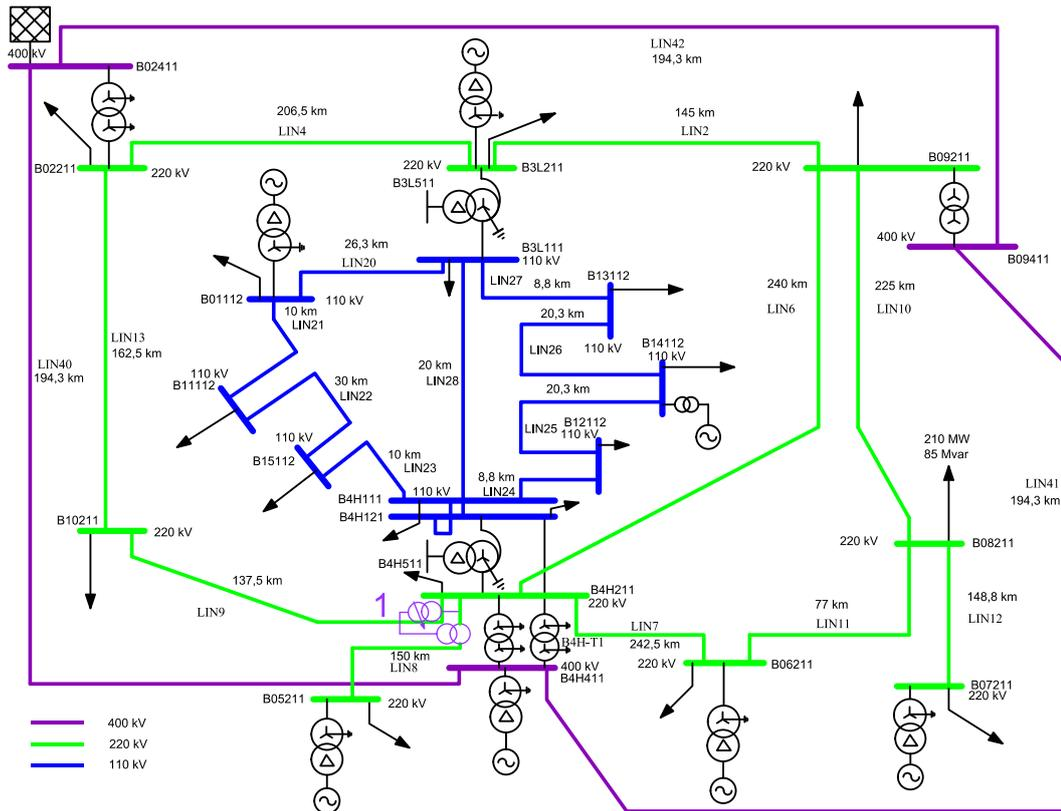 LIN42
194,3 km
400 kV
B02411
206,5 km
LIN4
145 km
LIN2
B02211
220 kV
220 kV
B3L211
220 kV
B09211
B3L511
400 kV
B09411
26,3 km
LIN20
B3L111
110 kV
LIN27
8,8 km
B13112
B01112
110 kV
10 km
LIN21
20,3 km
240 km
LIN6
225 km
LIN10
LIN13
162,5 km
LIN40
194,3 km
110 kV
B11112
20 km
LIN28
LIN26
110 kV
B14112
110 kV
30 km
LIN22
20,3 km
LIN25
B12112
110 kV
110 kV
B15112
10 km
LIN23
210 MW
85 Mvar
8,8 km
LIN24
LIN41
194,3 km
B4H111
110 kV
B4H121
B10211
220 kV
220 kV
B08211
B4H511
137,5 km
LIN9
B4H211
220 kV
1
148,8 km
LIN12
77 km
LIN11
LIN7
242,5 km
B4H-T1
150 km
LIN8
400 kV
B4H411
220 kV
B06211
B07211
220 kV
B05211
220 kV
400 kV
220 kV
110 kV